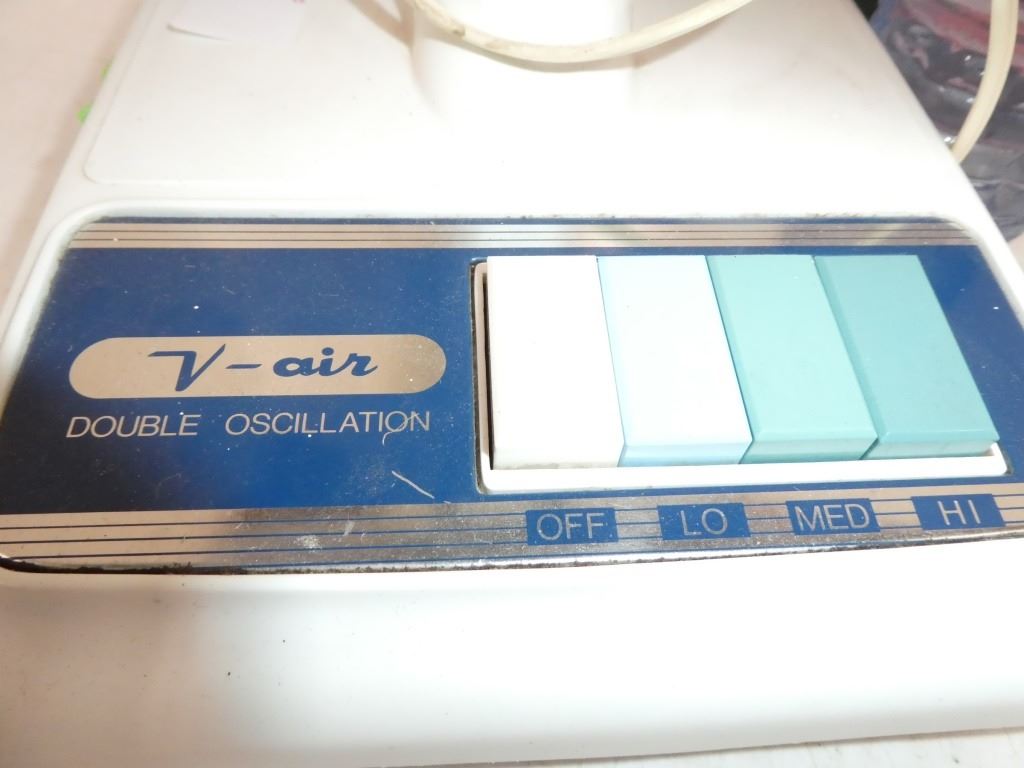 V-air
DOUBLE OSCILLATION
OFF LO MED HI